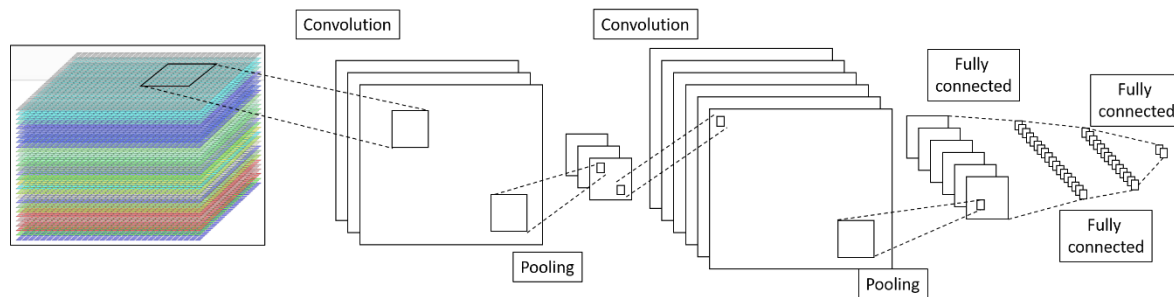 Convolution
Convolution
Fully
connected
Fully
connected
Pooling
Pooling
Fully
connected